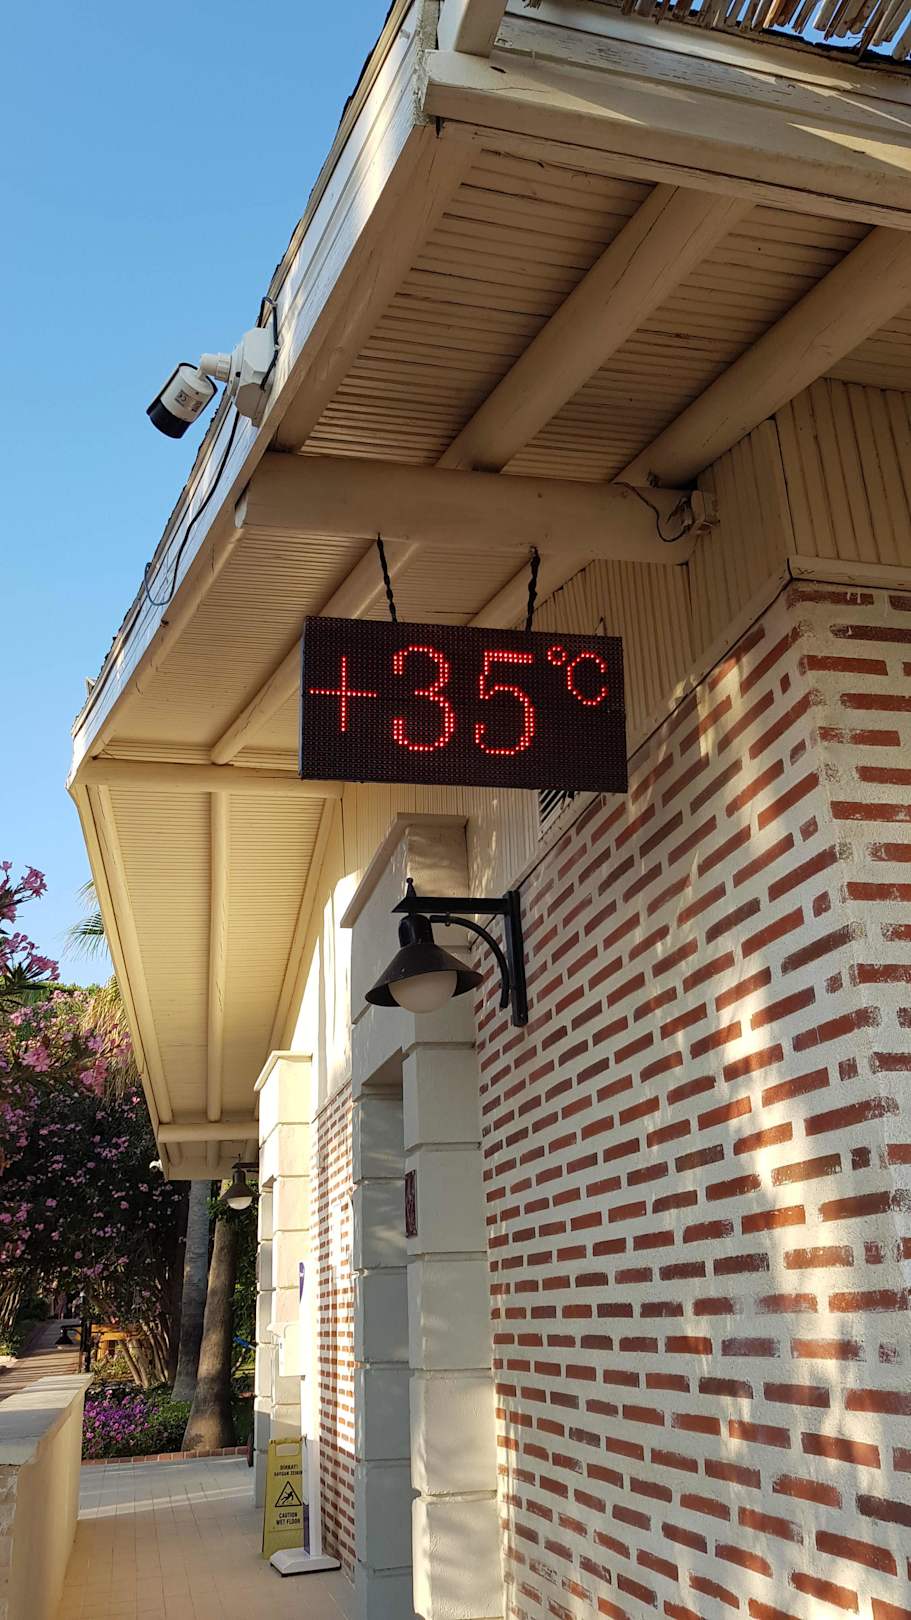 +35°C
DİKKAT!
KAYGAN ZEMİN
CAUTION
WET FLOOR